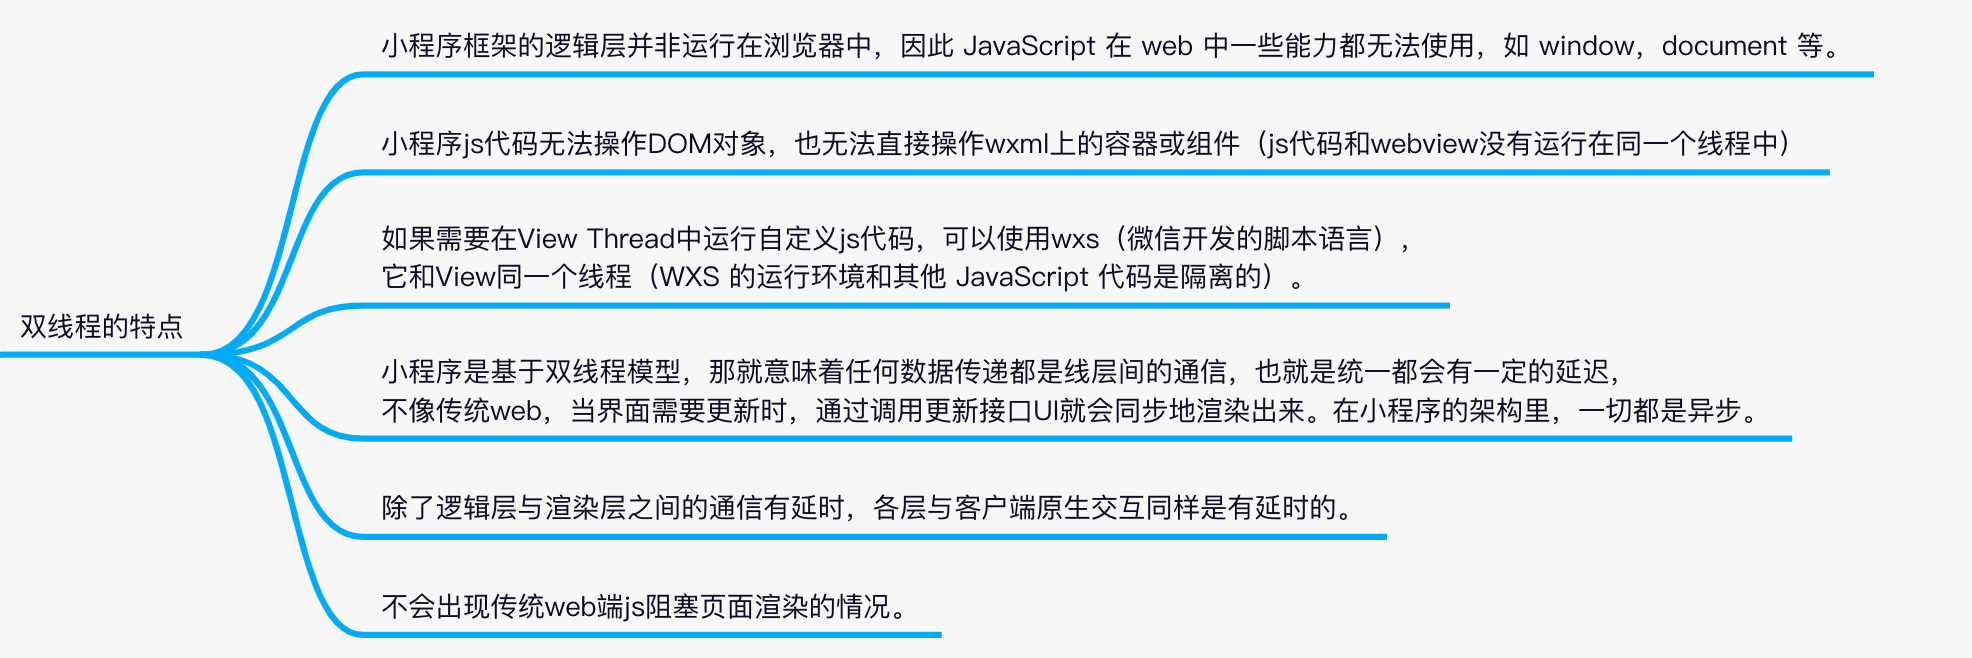 小程序框架的逻辑层并非运行在浏览器中，因此 JavaScript 在 web 中一些能力都无法使用，如 window，document 等。
小程序js代码无法操作DOM对象，也无法直接操作wxml上的容器或组件（js代码和webview没有运行在同一个线程中）
如果需要在View Thread中运行自定义js代码，可以使用wxs（微信开发的脚本语言），
它和View同一个线程（WXS 的运行环境和其他 JavaScript 代码是隔离的）。
双线程的特点
小程序是基于双线程模型，那就意味着任何数据传递都是线层间的通信，也就是统一都会有一定的延迟，
不像传统web，当界面需要更新时，通过调用更新接口UI就会同步地渲染出来。在小程序的架构里，一切都是异步。
除了逻辑层与渲染层之间的通信有延时，各层与客户端原生交互同样是有延时的。
不会出现传统web端js阻塞页面渲染的情况。